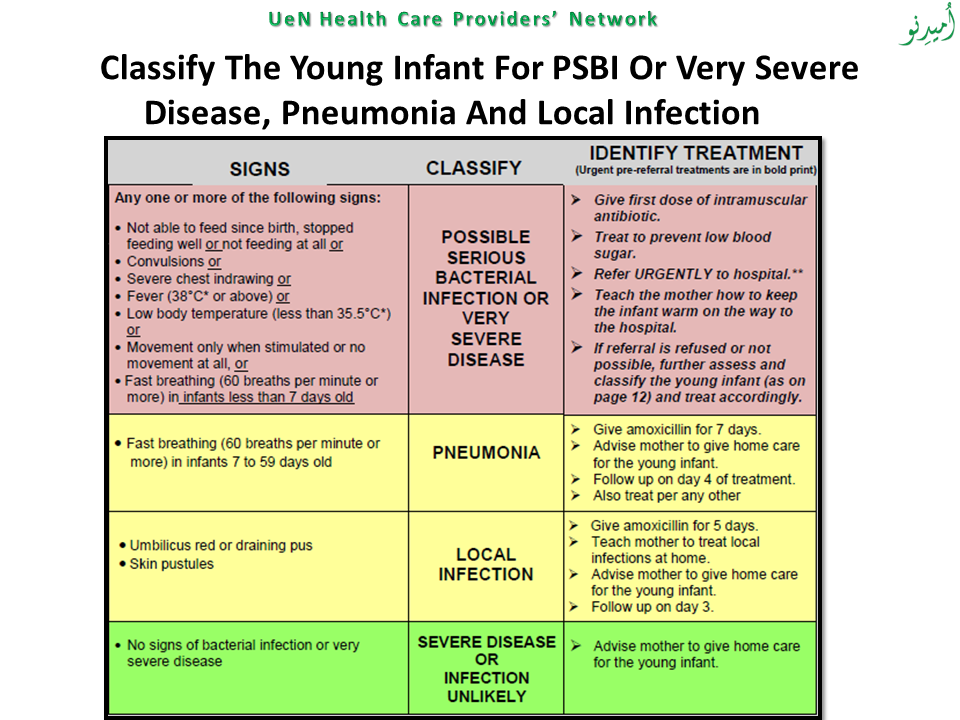 UeN Health Care Providers' Network
اُمیدِنو
Classify The Young Infant For PSBI Or Very Severe
Disease, Pneumonia And Local Infection
SIGNS
CLASSIFY
IDENTIFY TREATMENT
(Urgent pre-referral treatments are in bold print)
Any one or more of the following signs:
• Not able to feed since birth, stopped
feeding well or not feeding at all or
• Convulsions or
• Severe chest indrawing or
• Fever (38°C* or above) or
• Low body temperature (less than 35.5°C*)
or
• Movement only when stimulated or no
movement at all, or
• Fast breathing (60 breaths per minute or
more) in infants less than 7 days old
POSSIBLE
SERIOUS
BACTERIAL
INFECTION OR
VERY
SEVERE
DISEASE
➢ Give first dose of intramuscular
antibiotic.
➢ Treat to prevent low blood
sugar.
➢ Refer URGENTLY to hospital.**
➢ Teach the mother how to keep
the infant warm on the way to
the hospital.
➢ If referral is refused or not
possible, further assess and
classify the young infant (as on
page 12) and treat accordingly.
• Fast breathing (60 breaths per minute or
more) in infants 7 to 59 days old
PNEUMONIA
➢ Give amoxicillin for 7 days.
➢ Advise mother to give home care
for the young infant.
➢ Follow up on day 4 of treatment.
➢ Also treat per any other
• Umbilicus red or draining pus
• Skin pustules
LOCAL
INFECTION
➢ Give amoxicillin for 5 days.
➢ Teach mother to treat local
infections at home.
➢ Advise mother to give home care
for the young infant.
➢ Follow up on day 3.
• No signs of bacterial infection or very
severe disease
SEVERE DISEASE
OR
INFECTION
UNLIKELY
➢ Advise mother to give home care
for the young infant.